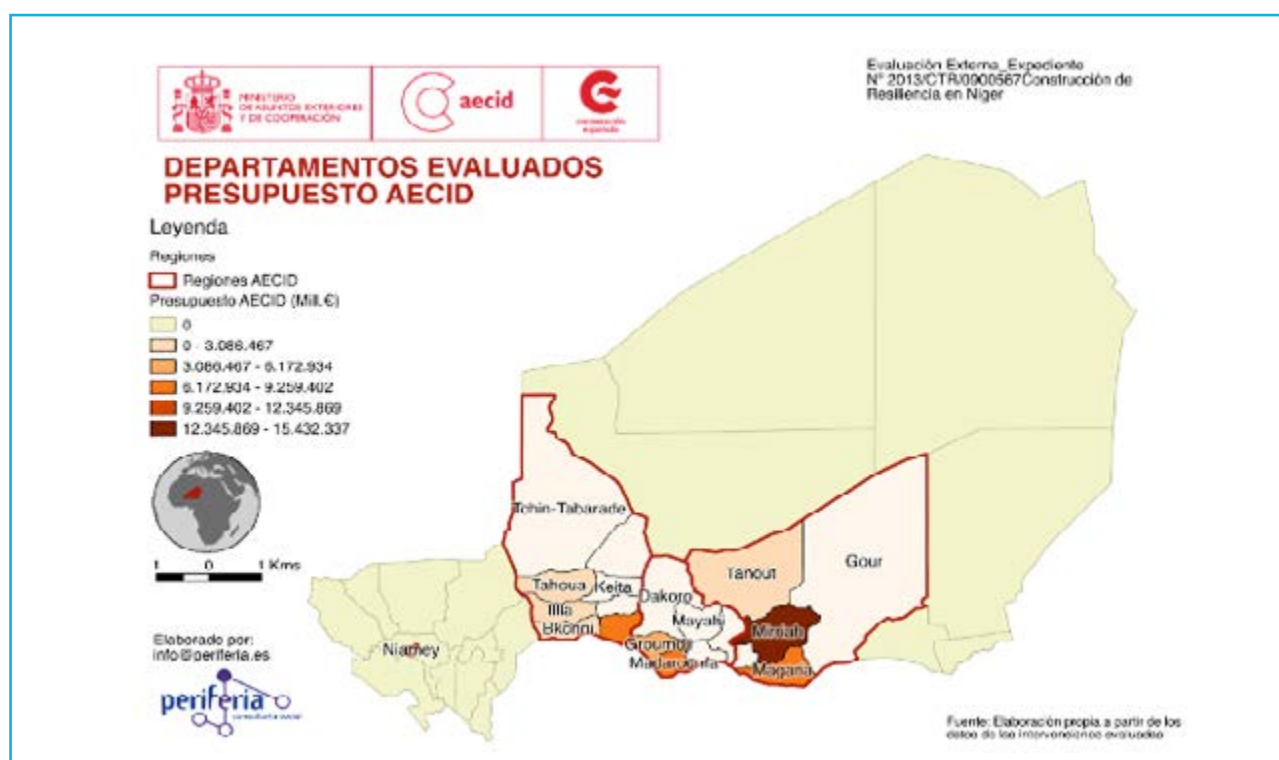 MINISTERIO
DE ASUNTOS EXTERIORES
Y DE COOPERACIÓN
aecid
cooperación
española
Evaluación Externa_Expediente
Nº 2013/CTR/0900567Construcción de
Resiliencia en Niger
DEPARTAMENTOS EVALUADOS
PRESUPUESTO AECID
Leyenda
Regiones
Regiones AECID
Presupuesto AECID (Mill.€)
0
0 - 3.086.467
3.086.467 - 6.172.934
6.172.934 - 9.259.402
9.259.402 - 12.345.869
12.345.869 - 15.432.337
1 0 1 Kms
Tchin-Tabarade
Tahoua
Keita
Illa
Bkonni
Dakoro
Mayahi
Groumdji
Madarounfa
Tanout
Gour
Mirriah
Magaria
Niamey
Elaborado por:
info@periferia.es
periferia
consultoría social
Fuente: Elaboración propia a partir de los
datos de las intervenciones evaluadas